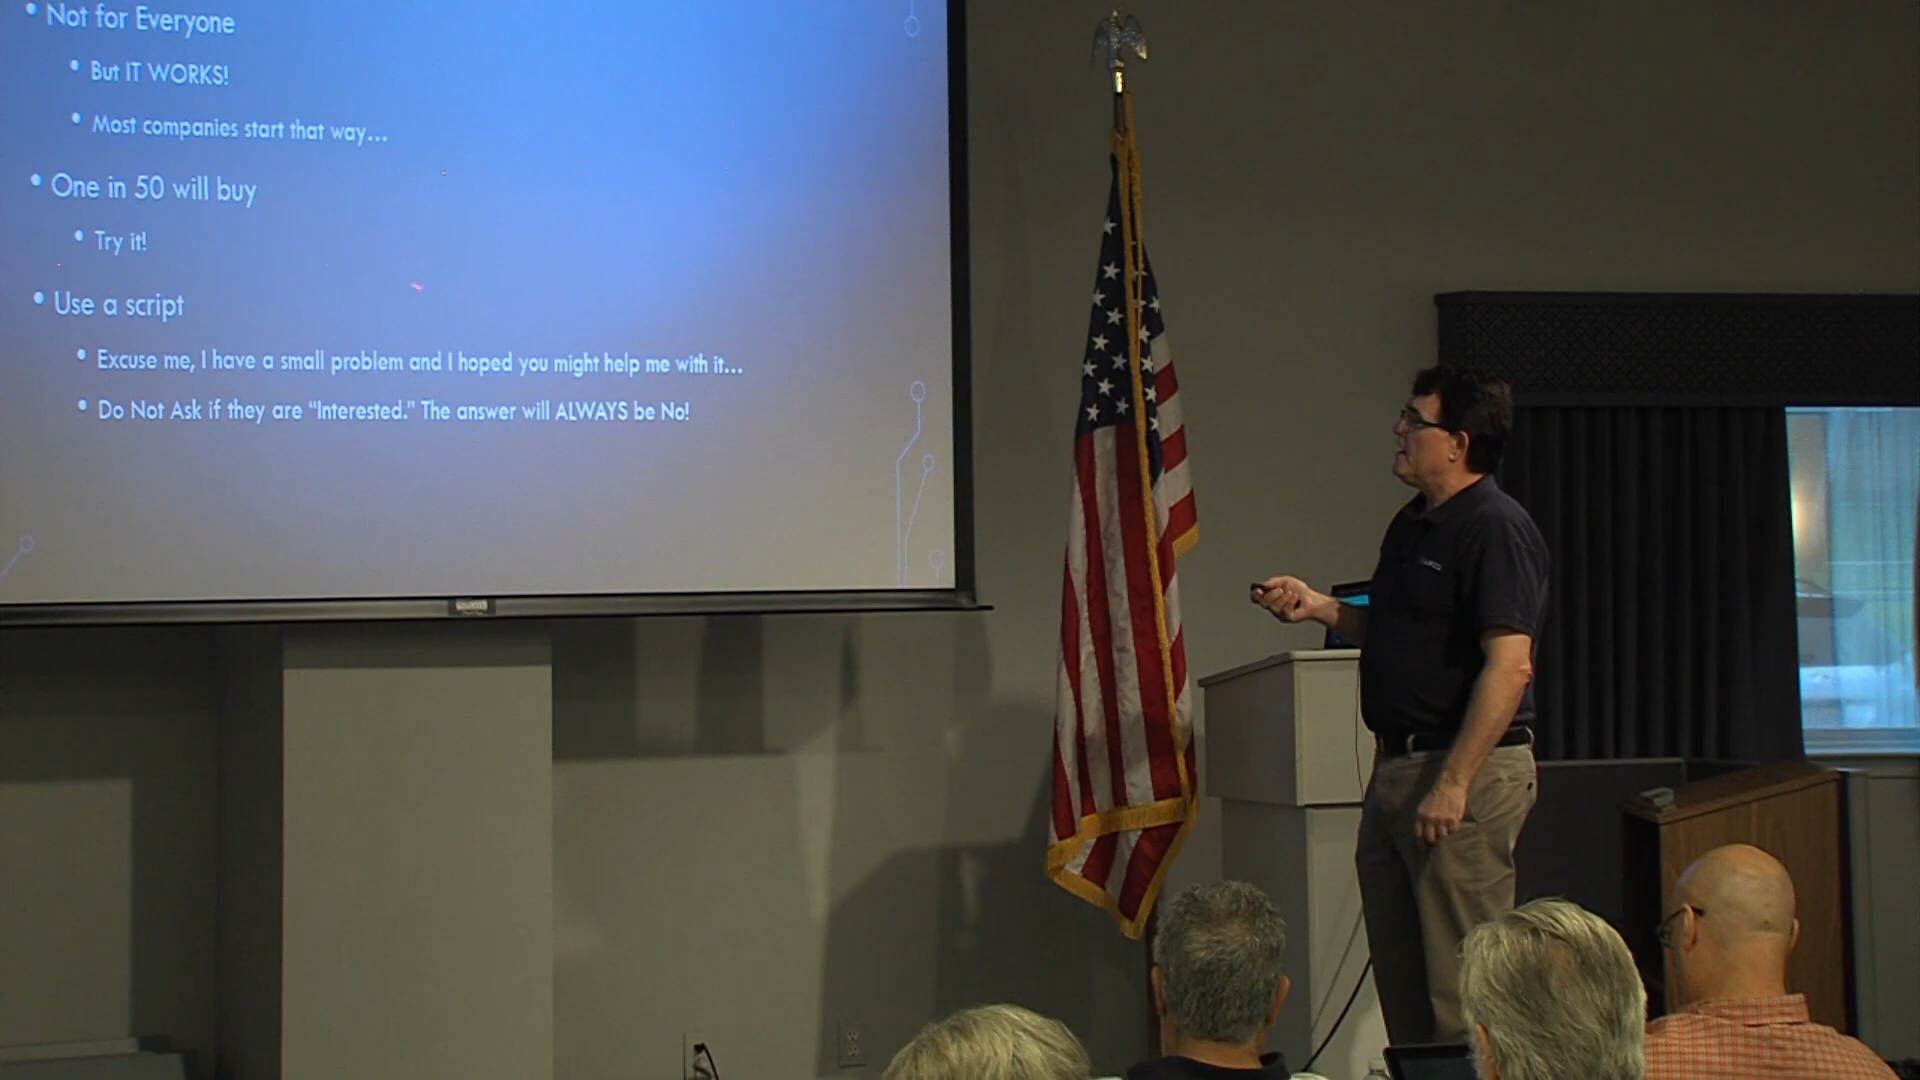 Not for Everyone
But IT WORKS!
Most companies start that way...
One in 50 will buy
Try it!
Use a script
Excuse me, I have a small problem and I hoped you might help me with it...
Do Not Ask if they are “Interested.” The answer will ALWAYS be No!